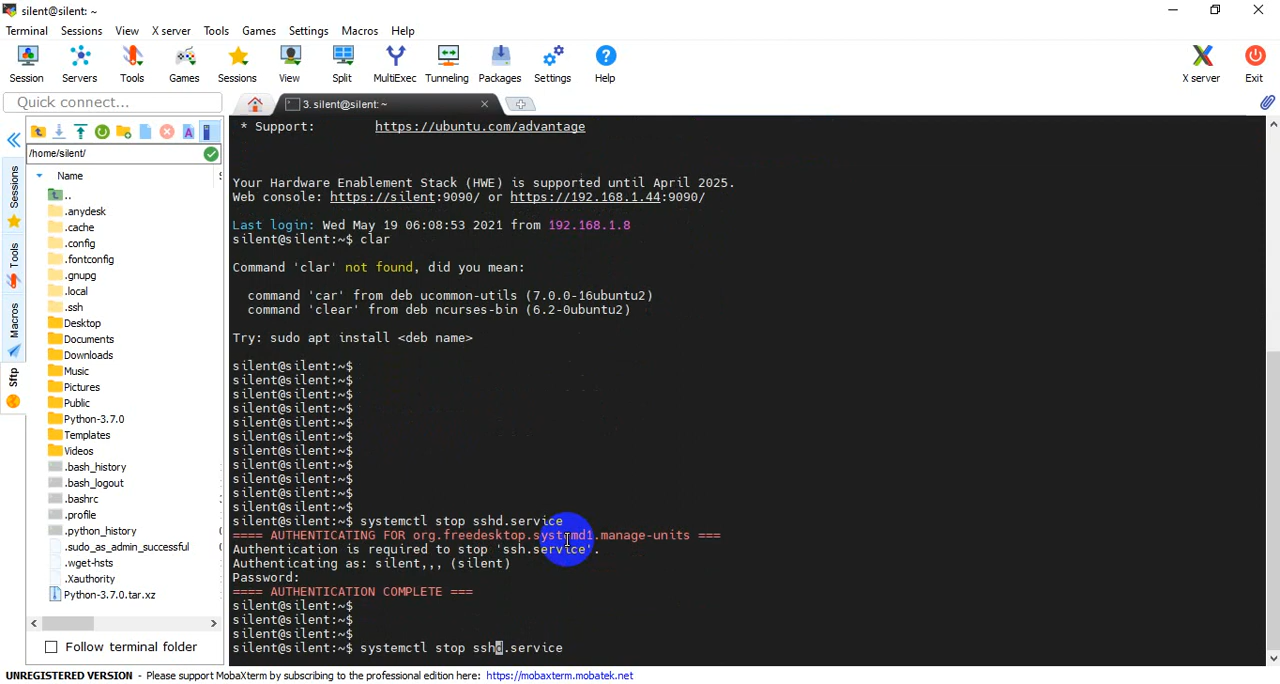 silent@silent: ~
Terminal Sessions View X server Tools Games Settings Macros Help
Session Servers Tools Games Sessions View Split MultiExec Tunneling Packages Settings Help X server Exit
Quick connect...
3. silent@silent: ~
/home/silent/
Name
..
.anydesk
.cache
.config
.fontconfig
.gnupg
.local
.ssh
Desktop
Documents
Downloads
Music
Pictures
Public
Python-3.7.0
Templates
Videos
.bash_history
.bash_logout
.bashrc
.profile
.python_history
.sudo_as_admin_successful
.wget-hsts
.Xauthority
Python-3.7.0.tar.xz
Follow terminal folder
Sessions
Tools
Macros
Sftp
* Support: https://ubuntu.com/advantage
Your Hardware Enablement Stack (HWE) is supported until April 2025.
Web console: https://silent:9090/ or https://192.168.1.44:9090/
Last login: Wed May 19 06:08:53 2021 from 192.168.1.8
silent@silent:~$ clar
Command 'clar' not found, did you mean:
command 'car' from deb ucommon-utils (7.0.0-16ubuntu2)
command 'clear' from deb ncurses-bin (6.2-0ubuntu2)
Try: sudo apt install <deb name>
silent@silent:~$
silent@silent:~$
silent@silent:~$
silent@silent:~$
silent@silent:~$
silent@silent:~$
silent@silent:~$
silent@silent:~$
silent@silent:~$
silent@silent:~$
silent@silent:~$
silent@silent:~$ systemctl stop sshd.service
==== AUTHENTICATING FOR org.freedesktop.systemd1.manage-units ===
Authentication is required to stop 'ssh.service'.
Authenticating as: silent,,, (silent)
Password:
==== AUTHENTICATION COMPLETE ===
silent@silent:~$
silent@silent:~$
silent@silent:~$
silent@silent:~$ systemctl stop sshd.service
UNREGISTERED VERSION - Please support MobaXterm by subscribing to the professional edition here: https://mobaxterm.mobatek.net